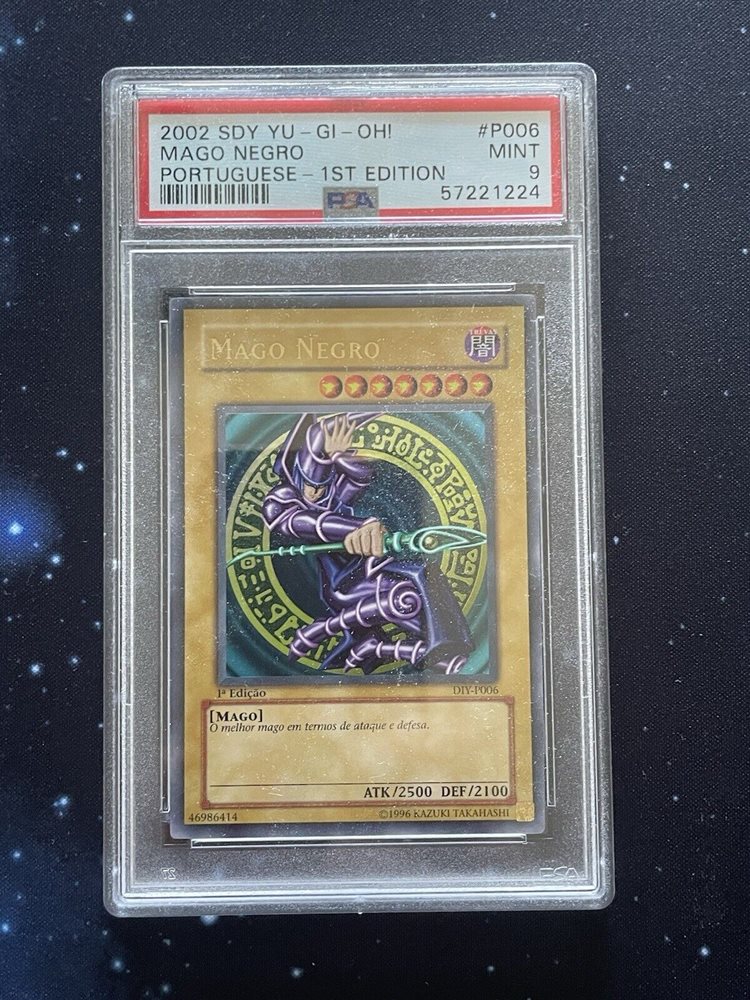 2002 SDY YU-GI-OH! #P006
MAGO NEGRO MINT
PORTUGUESE-1ST EDITION 9
PSA 57221224
MAGO NEGRO
TREVAS
闇
1ª Edição DIY-P006
[MAGO]
O melhor mago em termos de ataque e defesa.
ATK/2500 DEF/2100
46986414 ©1996 KAZUKI TAKAHASHI
PSA